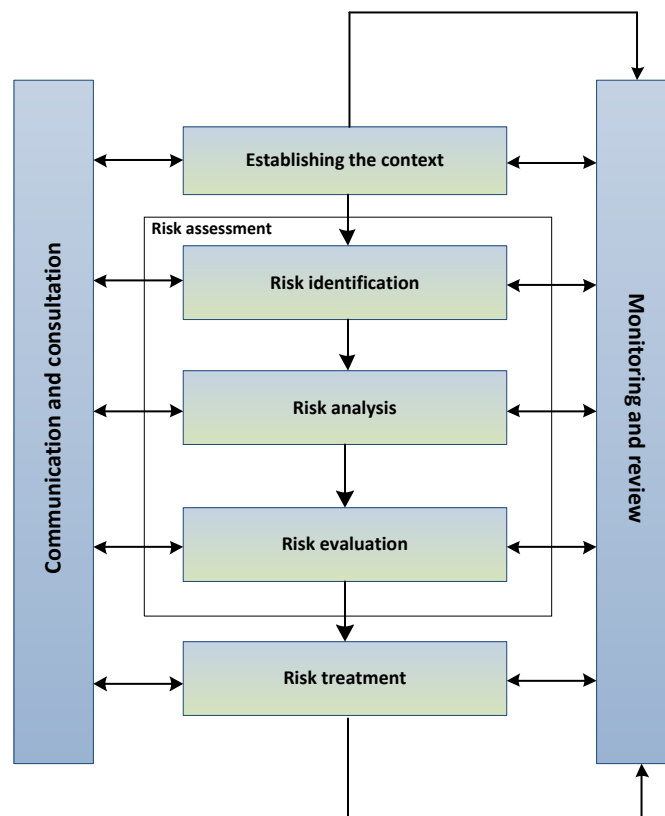 Establishing the context
Risk assessment
Risk identification
Communication and consultation
Monitoring and review
Risk analysis
Risk evaluation
Risk treatment